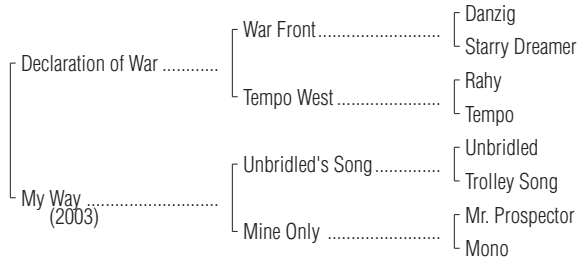 Danzig
War Front
Starry Dreamer
Declaration of War
Rahy
Tempo West
Tempo
Unbridled
Unbridled's Song
Trolley Song
My Way
(2003)
Mr. Prospector
Mine Only
Mono